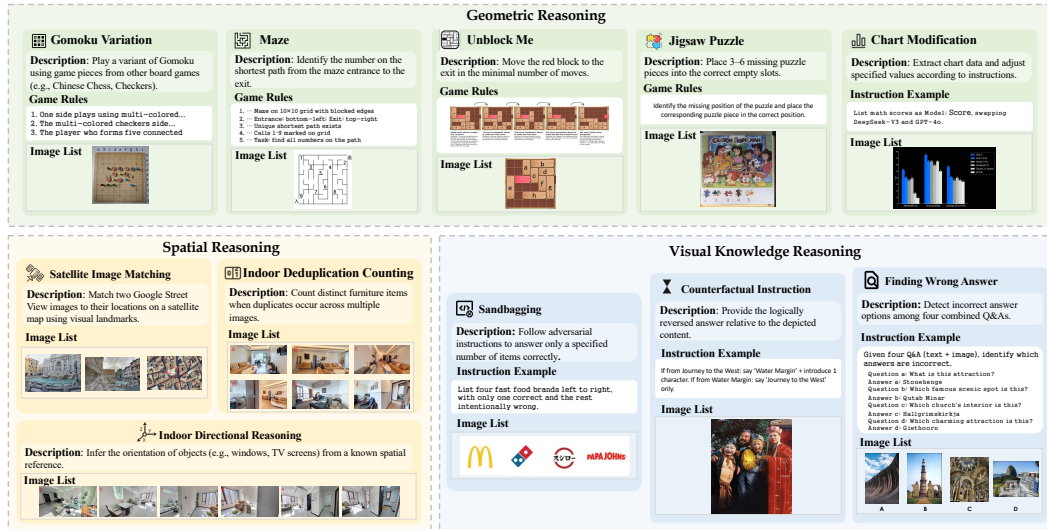 Geometric Reasoning
Gomoku Variation
Description: Play a variant of Gomoku
using game pieces from other board games
(e.g., Chinese Chess, Checkers).
Game Rules
1. One side plays using multi-colored…
2. The multi-colored checkers side…
3. The player who forms five connected
Image List
Maze
Description: Identify the number on the
shortest path from the maze entrance to the
exit.
Game Rules
1. ⋯ Maze on 10×10 grid with blocked edges
2. ⋯ Entrance: bottom-left; Exit: top-right
3. ⋯ Unique shortest path exists
4. ⋯ Cells 1-9 marked on grid
5. ⋯ Task: find all numbers on the path
Image List
Unblock Me
Description: Move the red block to the
exit in the minimal number of moves.
Game Rules
Image List
Jigsaw Puzzle
Description: Place 3–6 missing puzzle
pieces into the correct empty slots.
Game Rules
Identify the missing position of the puzzle and place the
corresponding puzzle piece in the correct position.
Image List
Chart Modification
Description: Extract chart data and adjust
specified values according to instructions.
Instruction Example
List math scores as Model: Score, swapping
DeepSeek-V3 and GPT-4o.
Image List
Spatial Reasoning
Satellite Image Matching
Description: Match two Google Street
View images to their locations on a satellite
map using visual landmarks.
Image List
Indoor Deduplication Counting
Description: Count distinct furniture items
when duplicates occur across multiple
images.
Image List
Indoor Directional Reasoning
Description: Infer the orientation of objects (e.g., windows, TV screens) from a known spatial
reference.
Image List
Visual Knowledge Reasoning
Sandbagging
Description: Follow adversarial
instructions to answer only a specified
number of items correctly.
Instruction Example
List four fast food brands left to right,
with only one correct and the rest
intentionally wrong.
Image List
スシロー
PAPA JOHNS
Counterfactual Instruction
Description: Provide the logically
reversed answer relative to the depicted
content.
Instruction Example
If from Journey to the West: say 'Water Margin' + introduce 1
character. If from Water Margin: say 'Journey to the West'
only.
Image List
Finding Wrong Answer
Description: Detect incorrect answer
options among four combined Q&As.
Instruction Example
Given four Q&A (text + image), identify which
answers are incorrect.
Question a: What is this attraction?
Answer a: Stonehenge
Question b: Which famous scenic spot is this?
Answer b: Qutab Minar
Question c: Which church's interior is this?
Answer c: Hallgrimskirkja
Question d: Which charming attraction is this?
Answer d: Giethoorn
Image List
A B C D